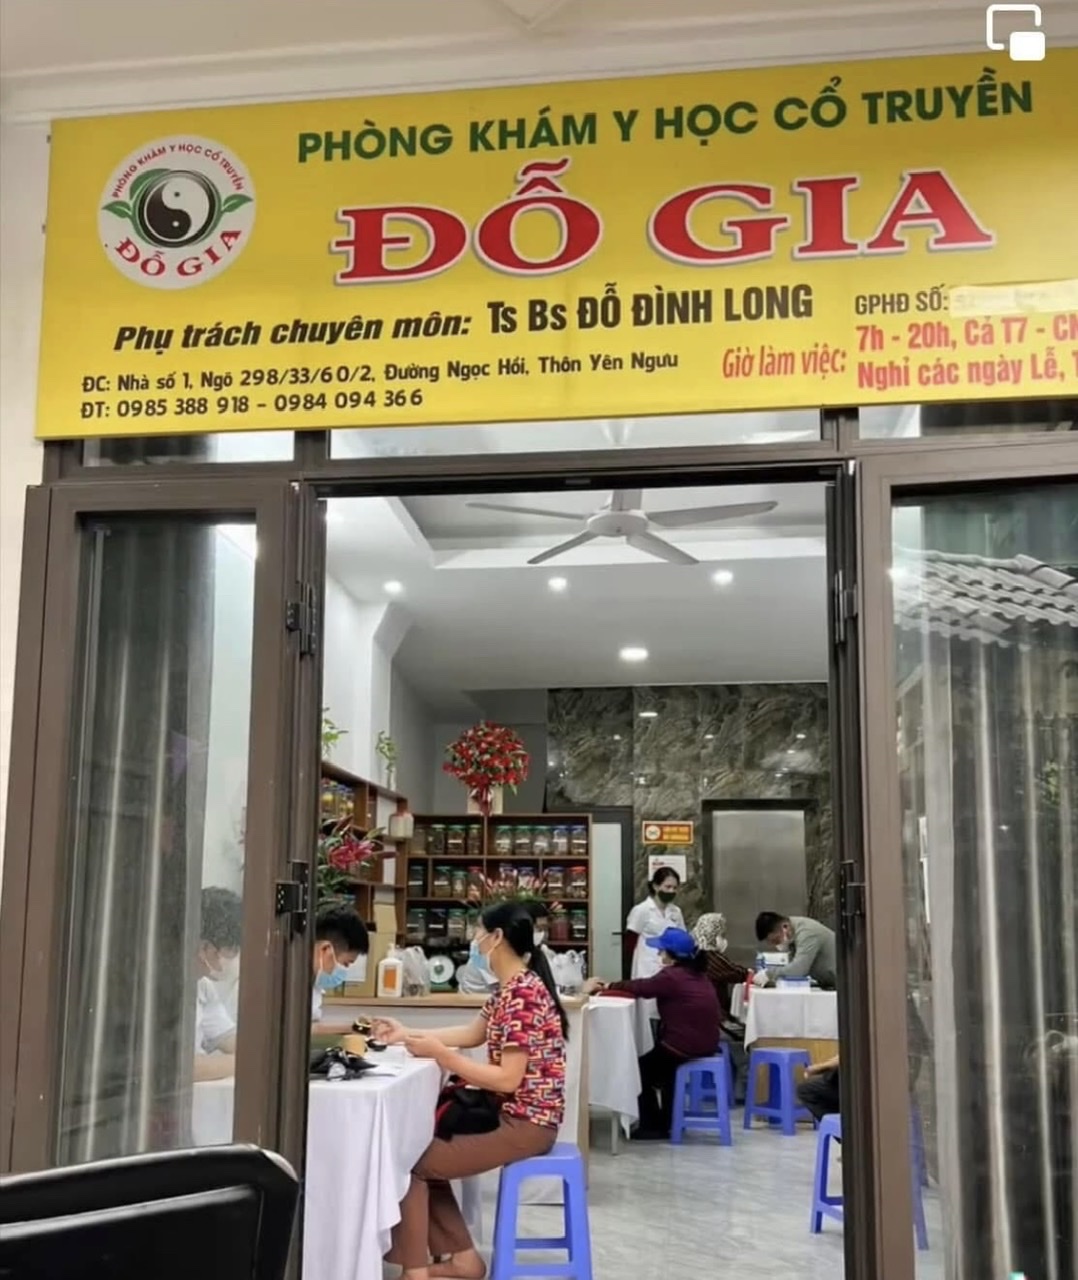 PHÒNG KHÁM Y HỌC CỔ TRUYỀN
ĐỖ GIA
PHÒNG KHÁM Y HỌC CỔ TRUYỀN
ĐỖ GIA
Phụ trách chuyên môn: Ts Bs ĐỖ ĐÌNH LONG
GPHĐ SỐ:
ĐC: Nhà số 1, Ngõ 298/33/60/2, Đường Ngọc Hồi, Thôn Yên Ngưu
ĐT: 0985 388 918 - 0984 094 366
Giờ làm việc:
7h - 20h, Cả T7 - CN
Nghỉ các ngày Lễ,